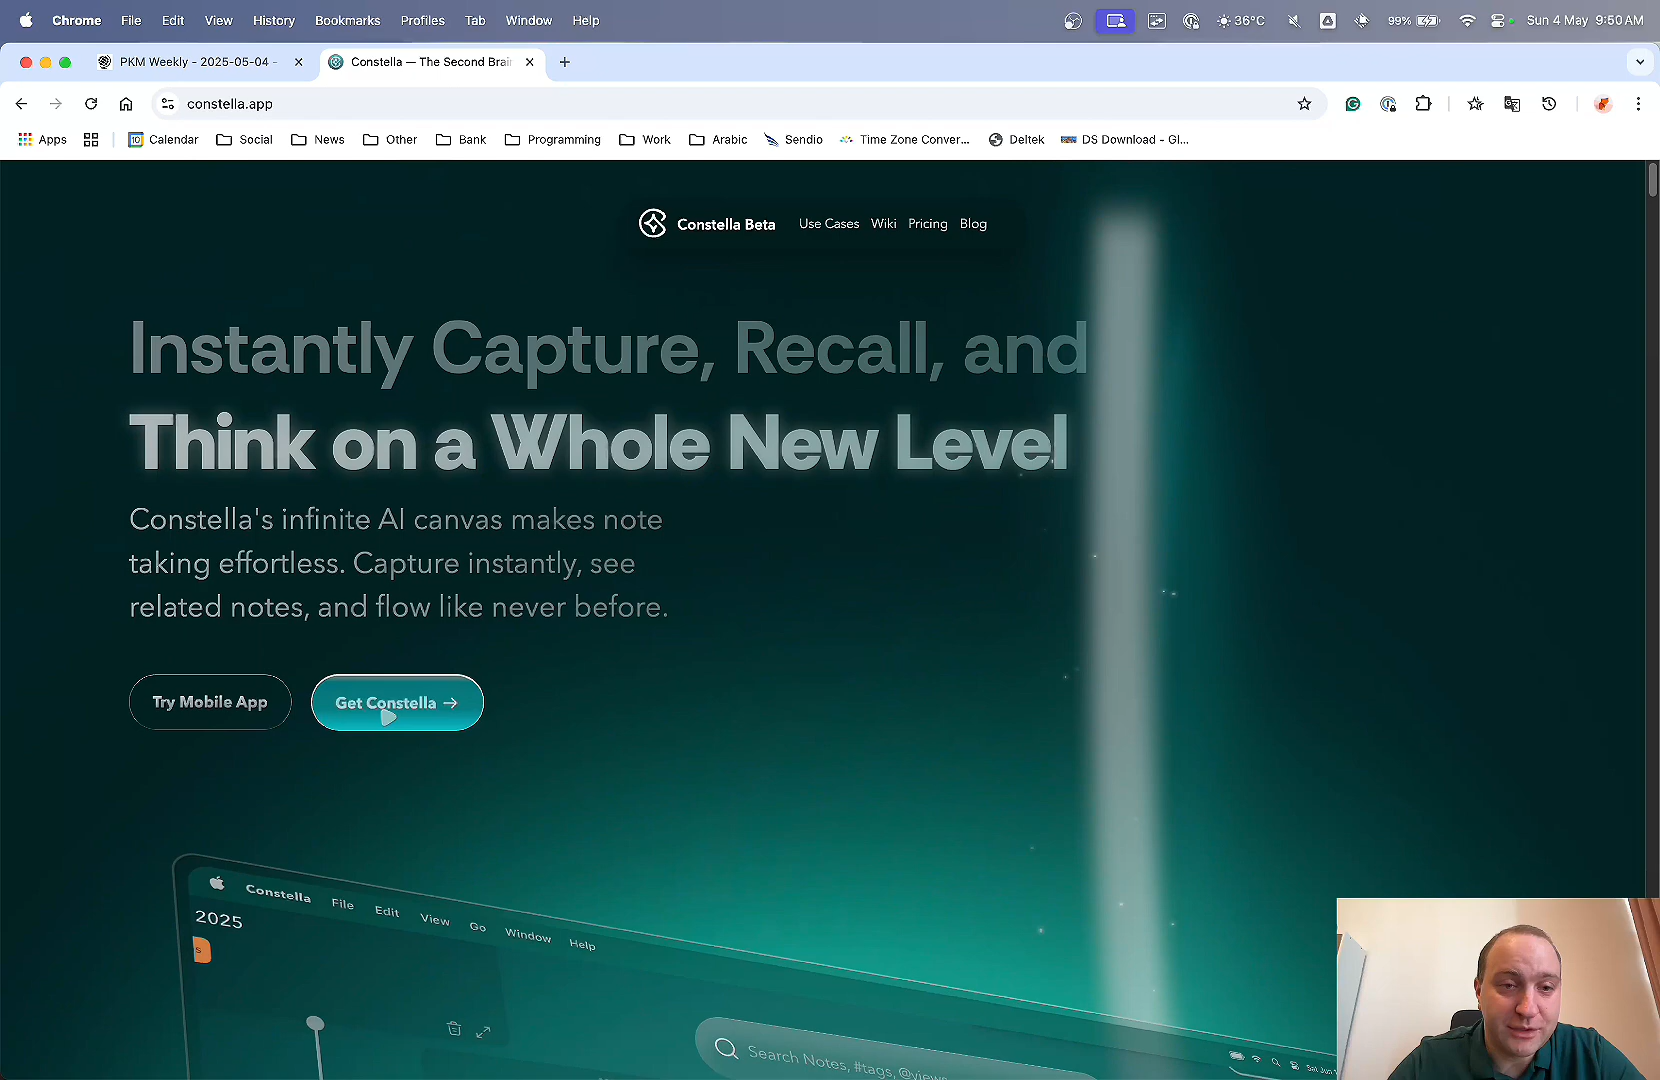 Chrome File Edit View History Bookmarks Profiles Tab Window Help 36°C 99% Sun 4 May 9:50 AM
PKM Weekly - 2025-05-04 - Constella — The Second Brain
constella.app
Apps 10 Calendar Social News Other Bank Programming Work Arabic Sendio Time Zone Conver... Deltek DS Download - Gl...
Constella Beta Use Cases Wiki Pricing Blog
Instantly Capture, Recall, and
Think on a Whole New Level
Constella's infinite AI canvas makes note
taking effortless. Capture instantly, see
related notes, and flow like never before.
Try Mobile App Get Constella →
Constella File Edit View Go Window Help
2025
s
Search Notes, #tags, @views
Sat Jun